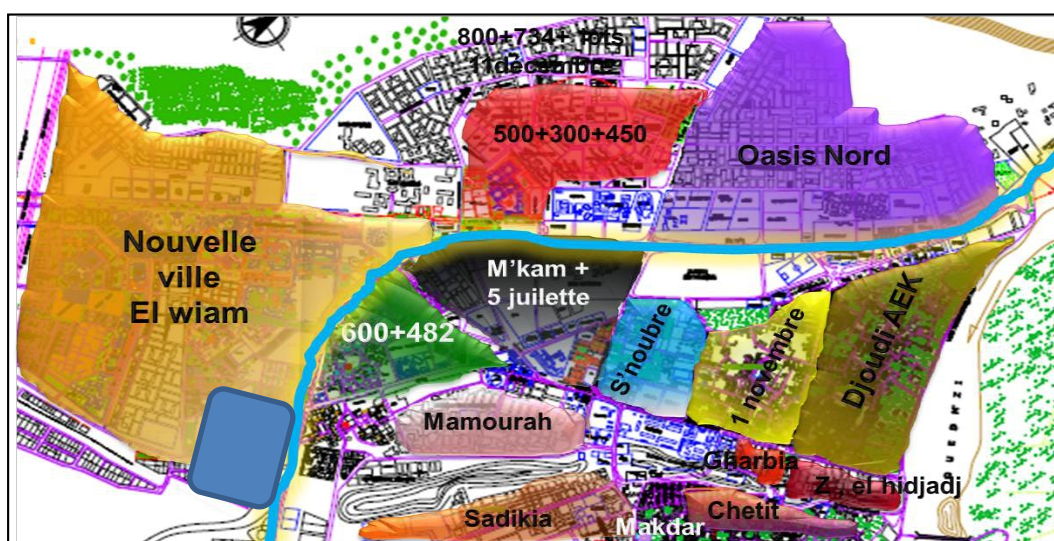 800+734+ lots
11decembre
500+300+450
Oasis Nord
Nouvelle
ville
El wiam
M'kam +
5 juilette
600+482
S'noubre
1 novembre
Djoudi AEK
Mamourah
Gharbia
Z, el hidjadj
Chetit
Sadikia
Makdar